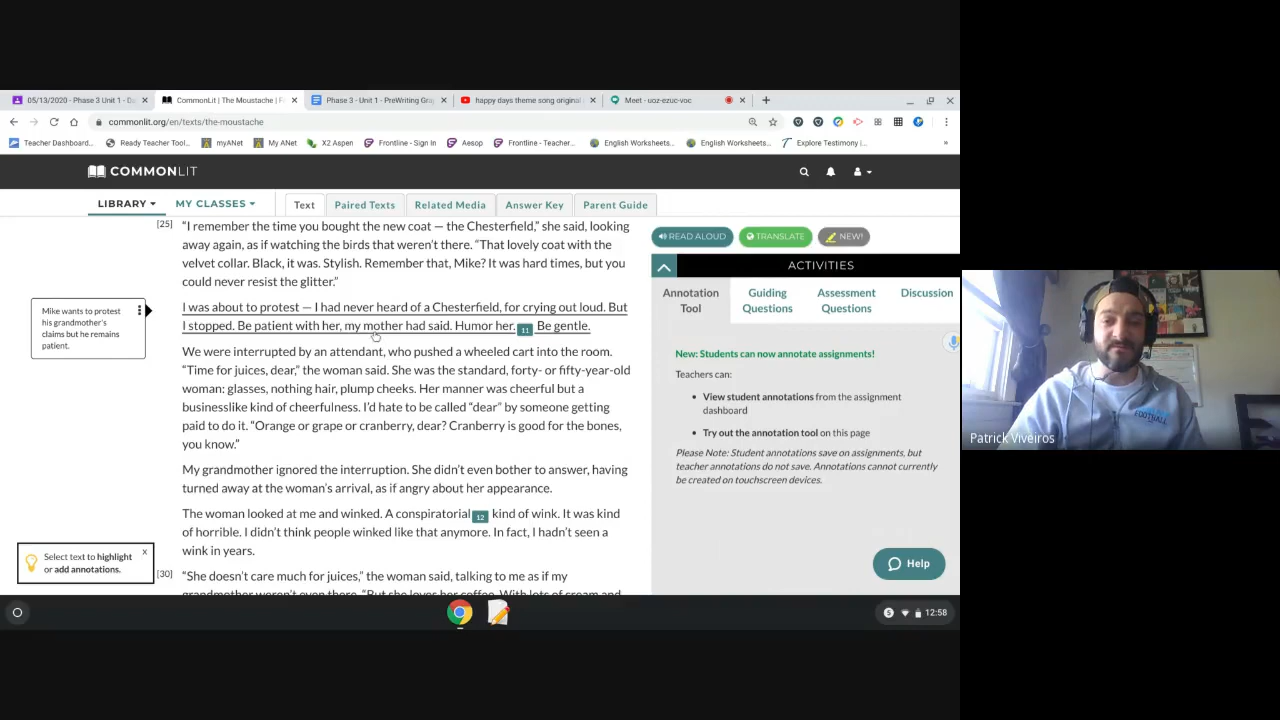 05/13/2020 - Phase 3 Unit 1 - D
CommonLit | The Moustache |
Phase 3 - Unit 1 - PreWriting Gra
happy days theme song original
Meet - uoz-ezuc-voc
commonlit.org/en/texts/the-moustache
Teacher Dashboard...
Ready Teacher Tool...
myANet
My ANet
X2 Aspen
Frontline - Sign In
Aesop
Frontline - Teacher...
English Worksheets...
English Worksheets...
Explore Testimony /...
»
COMMONLIT
LIBRARY
MY CLASSES
Text
Paired Texts
Related Media
Answer Key
Parent Guide
[25]
“I remember the time you bought the new coat — the Chesterfield,” she said, looking
away again, as if watching the birds that weren’t there. “That lovely coat with the
velvet collar. Black, it was. Stylish. Remember that, Mike? It was hard times, but you
could never resist the glitter.”
Mike wants to protest
his grandmother's
claims but he remains
patient.
I was about to protest — I had never heard of a Chesterfield, for crying out loud. But
I stopped. Be patient with her, my mother had said. Humor her. 11 Be gentle.
We were interrupted by an attendant, who pushed a wheeled cart into the room.
“Time for juices, dear,” the woman said. She was the standard, forty- or fifty-year-old
woman: glasses, nothing hair, plump cheeks. Her manner was cheerful but a
businesslike kind of cheerfulness. I’d hate to be called “dear” by someone getting
paid to do it. “Orange or grape or cranberry, dear? Cranberry is good for the bones,
you know.”
My grandmother ignored the interruption. She didn’t even bother to answer, having
turned away at the woman’s arrival, as if angry about her appearance.
The woman looked at me and winked. A conspiratorial 12 kind of wink. It was kind
of horrible. I didn’t think people winked like that anymore. In fact, I hadn’t seen a
wink in years.
[30]
“She doesn’t care much for juices,” the woman said, talking to me as if my
grandmother weren’t even there. “But she loves her coffee. With lots of cream and
Select text to highlight
or add annotations.
x
READ ALOUD
TRANSLATE
NEW!
ACTIVITIES
Annotation
Tool
Guiding
Questions
Assessment
Questions
Discussion
New: Students can now annotate assignments!
Teachers can:
• View student annotations from the assignment
dashboard
• Try out the annotation tool on this page
Please Note: Student annotations save on assignments, but
teacher annotations do not save. Annotations cannot currently
be created on touchscreen devices.
Help
12:58
Patrick Viveiros
FOOTBALL